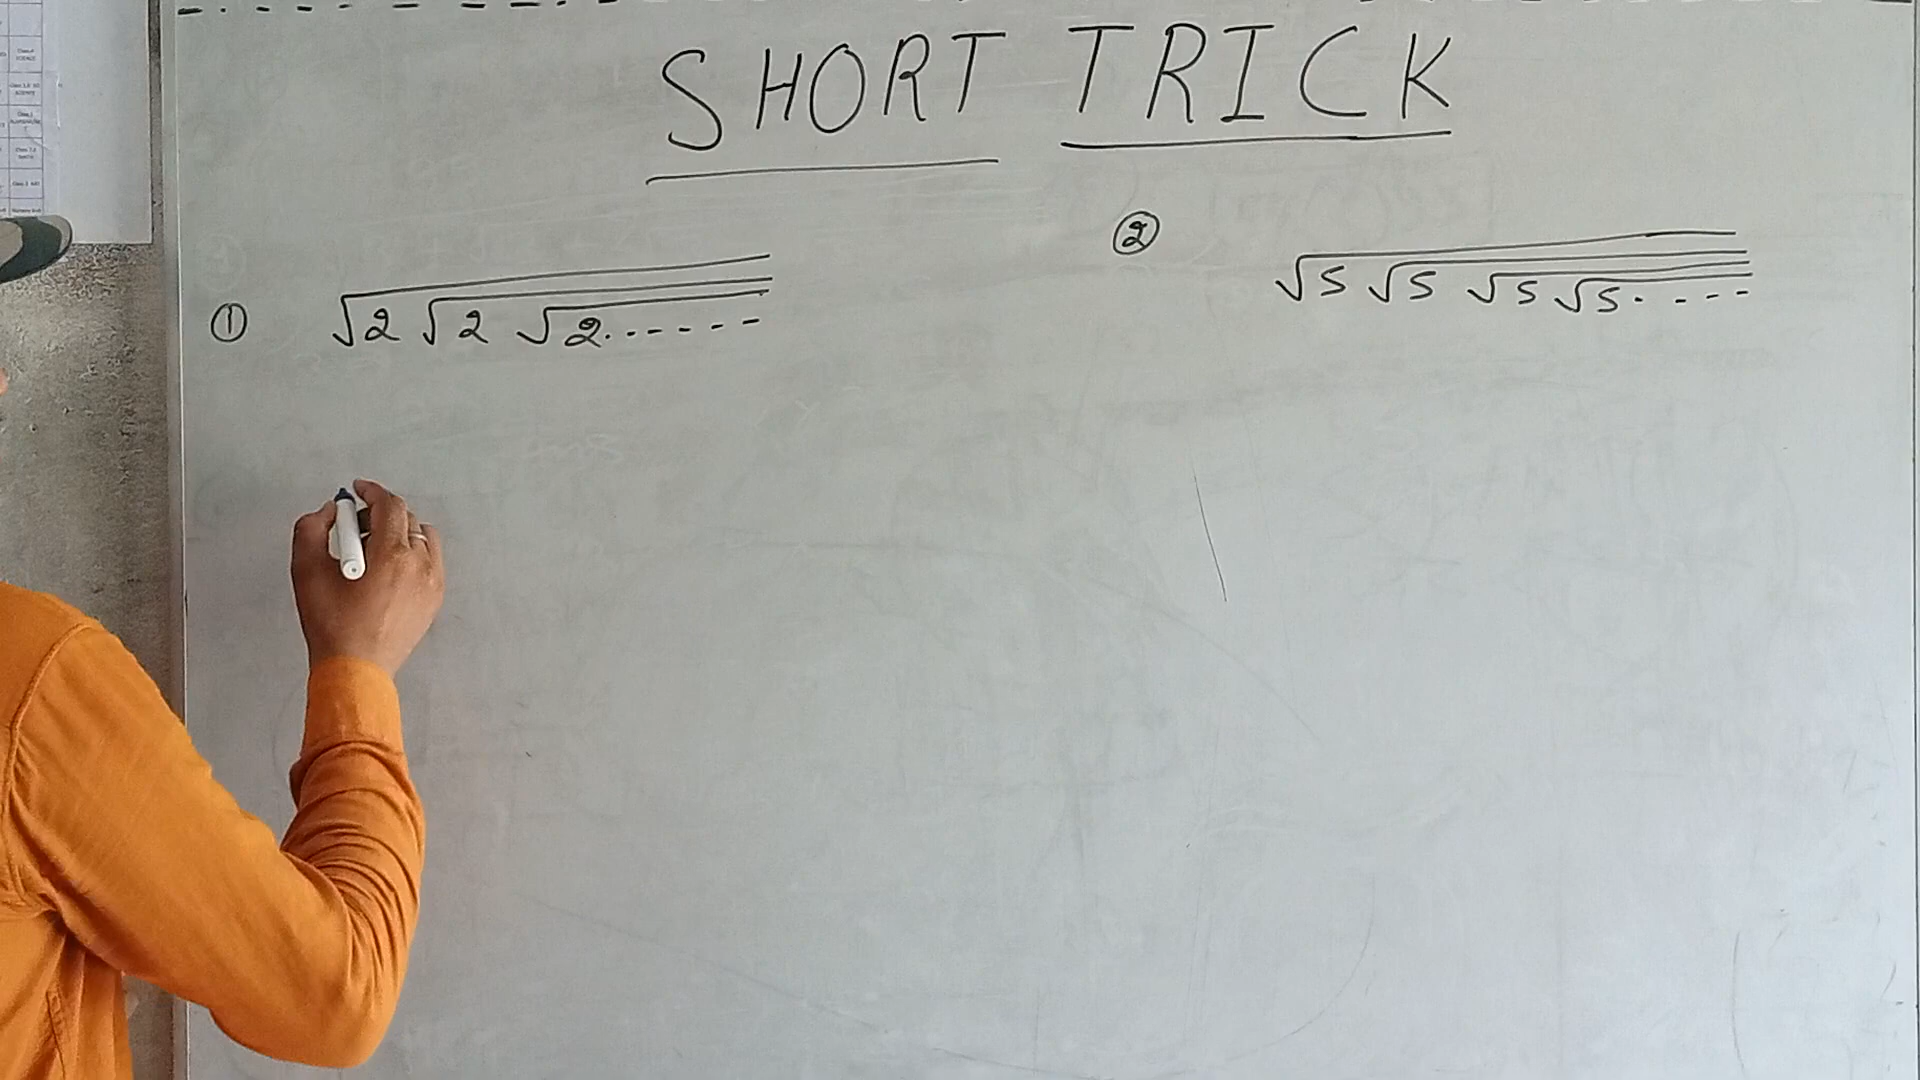 SHORT TRICK
① √2 √2 √2.-----
② √5 √5 √5 √5.----